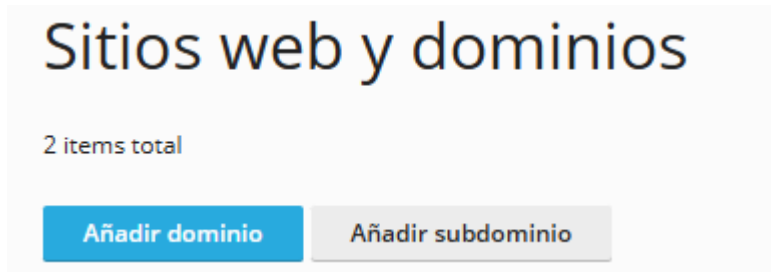 Sitios web y dominios
2 items total
Añadir dominio Añadir subdominio